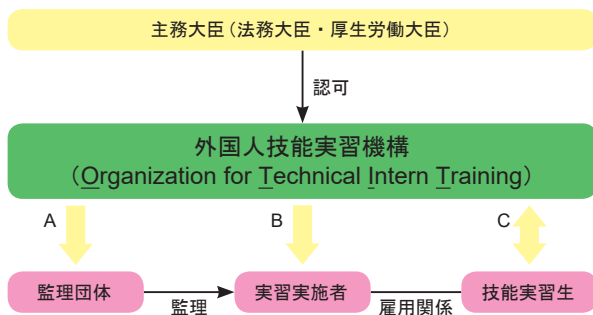 主務大臣（法務大臣・厚生労働大臣）
認可
外国人技能実習機構
（Organization for Technical Intern Training）
A
B
C
監理団体
監理
実習実施者
雇用関係
技能実習生